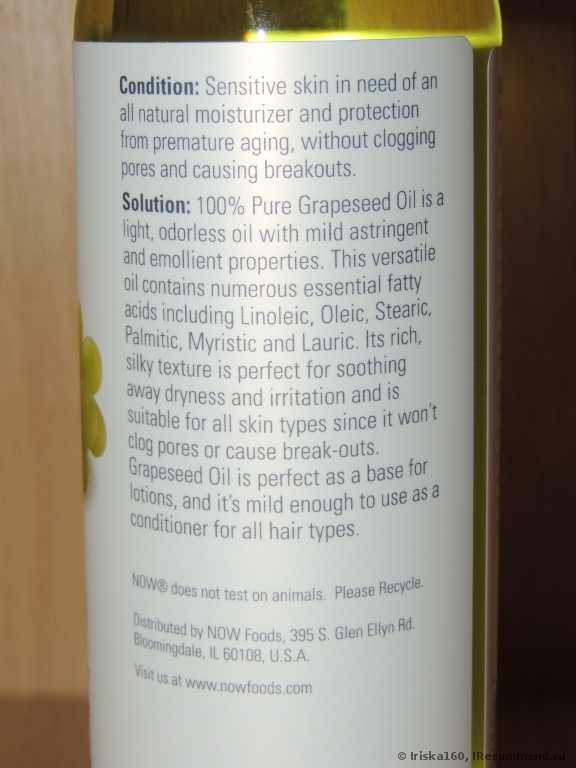 Condition: Sensitive skin in need of an
all natural moisturizer and protection
from premature aging, without clogging
pores and causing breakouts.
Solution: 100% Pure Grapeseed Oil is a
light, odorless oil with mild astringent
and emollient properties. This versatile
oil contains numerous essential fatty
acids including Linoleic, Oleic, Stearic,
Palmitic, Myristic and Lauric. Its rich,
silky texture is perfect for soothing
away dryness and irritation and is
suitable for all skin types since it won't
clog pores or cause break-outs.
Grapeseed Oil is perfect as a base for
lotions, and it's mild enough to use as a
conditioner for all hair types.
NOW® does not test on animals. Please Recycle.
Distributed by NOW Foods, 395 S. Glen Ellyn Rd.
Bloomingdale, IL 60108, U.S.A.
Visit us at www.nowfoods.com
© Iriska160, IRecommend.ru